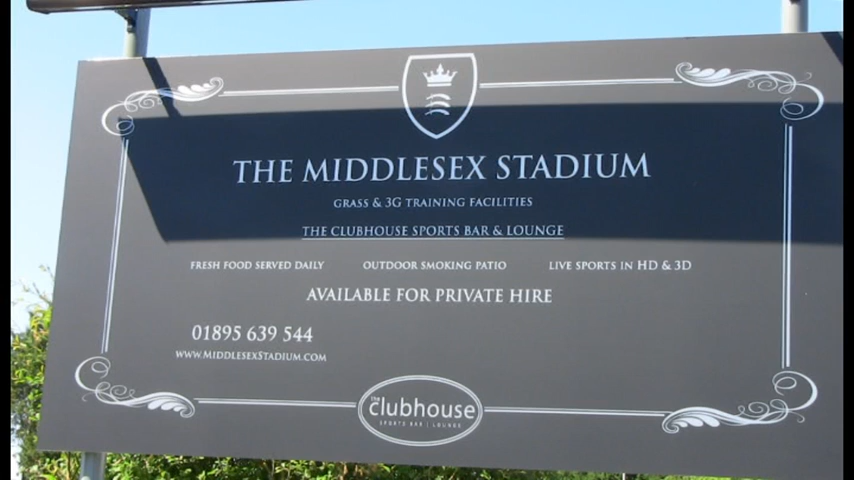 THE MIDDLESEX STADIUM
GRASS & 3G TRAINING FACILITIES
THE CLUBHOUSE SPORTS BAR & LOUNGE
FRESH FOOD SERVED DAILY OUTDOOR SMOKING PATIO LIVE SPORTS IN HD & 3D
AVAILABLE FOR PRIVATE HIRE
01895 639 544
WWW.MIDDLESEXSTADIUM.COM
the clubhouse
SPORTS BAR | LOUNGE